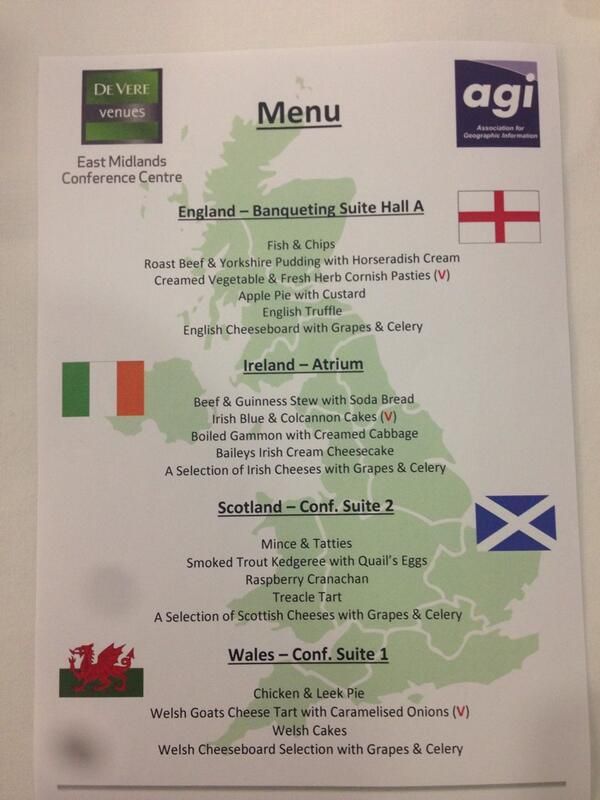 DE VERE
venues
East Midlands
Conference Centre
Menu
agi
Association for
Geographic Information
England – Banqueting Suite Hall A
Fish & Chips
Roast Beef & Yorkshire Pudding with Horseradish Cream
Creamed Vegetable & Fresh Herb Cornish Pasties (V)
Apple Pie with Custard
English Truffle
English Cheeseboard with Grapes & Celery
Ireland – Atrium
Beef & Guinness Stew with Soda Bread
Irish Blue & Colcannon Cakes (V)
Boiled Gammon with Creamed Cabbage
Baileys Irish Cream Cheesecake
A Selection of Irish Cheeses with Grapes & Celery
Scotland – Conf. Suite 2
Mince & Tatties
Smoked Trout Kedgeree with Quail's Eggs
Raspberry Cranachan
Treacle Tart
A Selection of Scottish Cheeses with Grapes & Celery
Wales – Conf. Suite 1
Chicken & Leek Pie
Welsh Goats Cheese Tart with Caramelised Onions (V)
Welsh Cakes
Welsh Cheeseboard Selection with Grapes & Celery